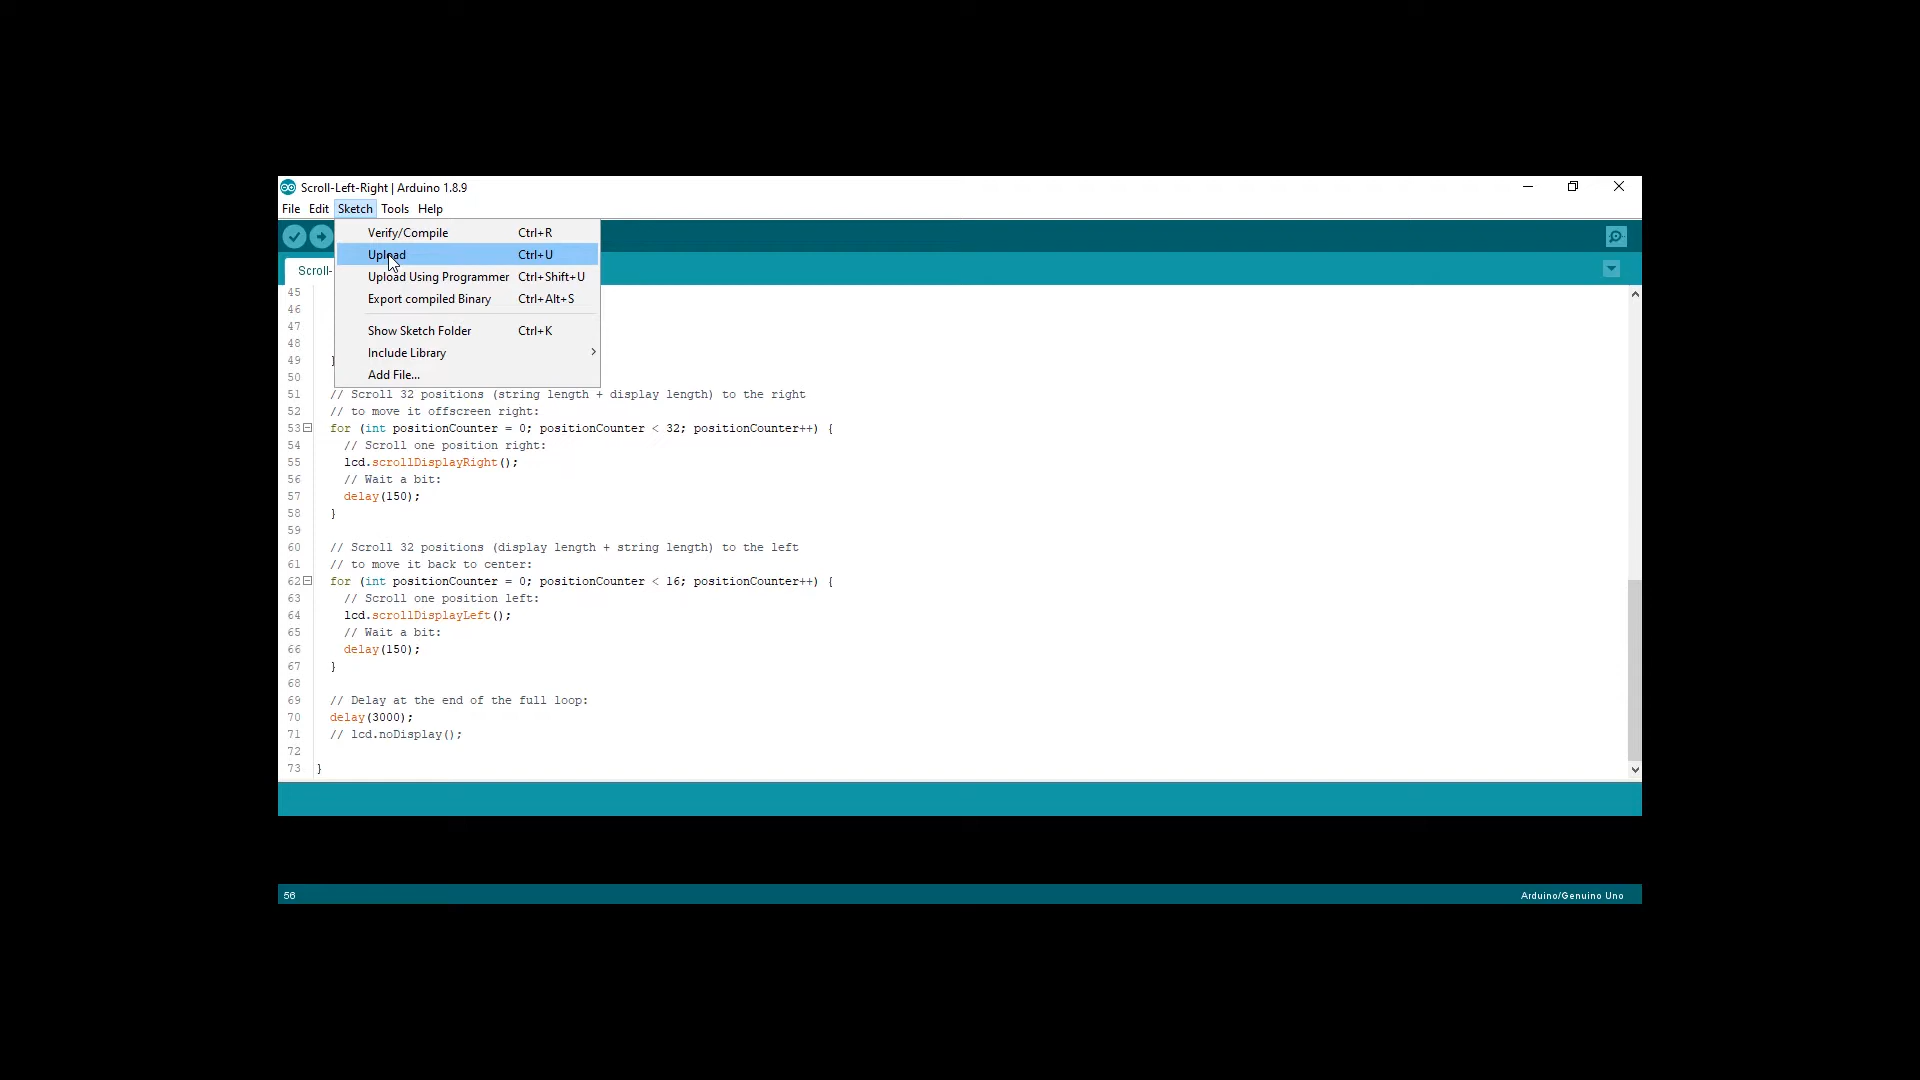 Scroll-Left-Right | Arduino 1.8.9
File Edit Sketch Tools Help
Verify/Compile Ctrl+R
Upload Ctrl+U
Upload Using Programmer Ctrl+Shift+U
Export compiled Binary Ctrl+Alt+S
Show Sketch Folder Ctrl+K
Include Library
Add File...
Scroll-
45
46
47
48
49 }
50
51 // Scroll 32 positions (string length + display length) to the right
52 // to move it offscreen right:
53 for (int positionCounter = 0; positionCounter < 32; positionCounter++) {
54 // Scroll one position right:
55 lcd.scrollDisplayRight();
56 // Wait a bit:
57 delay(150);
58 }
59
60 // Scroll 32 positions (display length + string length) to the left
61 // to move it back to center:
62 for (int positionCounter = 0; positionCounter < 16; positionCounter++) {
63 // Scroll one position left:
64 lcd.scrollDisplayLeft();
65 // Wait a bit:
66 delay(150);
67 }
68
69 // Delay at the end of the full loop:
70 delay(3000);
71 // lcd.noDisplay();
72
73 }
56 Arduino/Genuino Uno